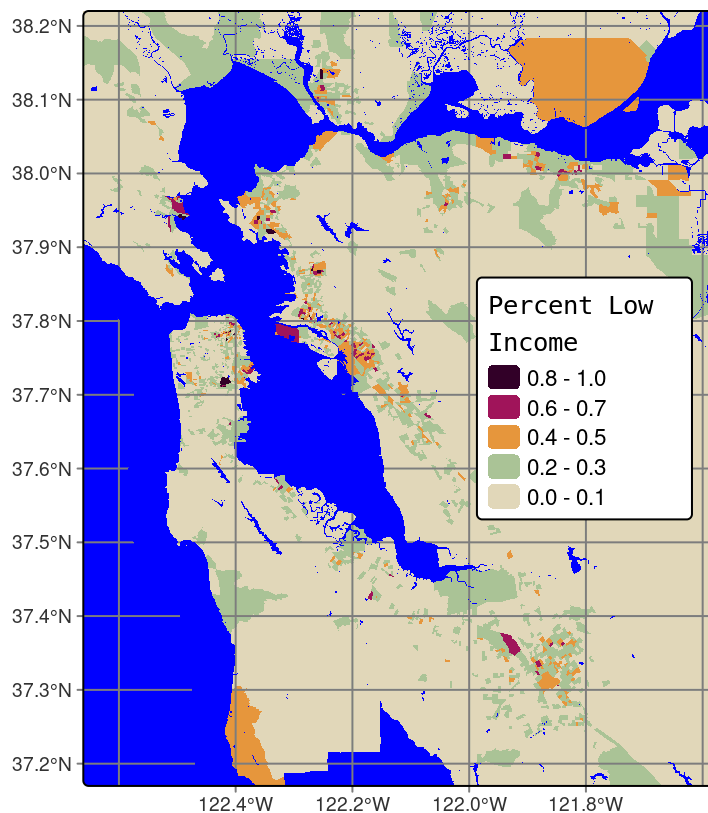 38.2°N
38.1°N
38.0°N
37.9°N
37.8°N
37.7°N
37.6°N
37.5°N
37.4°N
37.3°N
37.2°N
Percent Low
Income
0.8 - 1.0
0.6 - 0.7
0.4 - 0.5
0.2 - 0.3
0.0 - 0.1
122.4°W 122.2°W 122.0°W 121.8°W